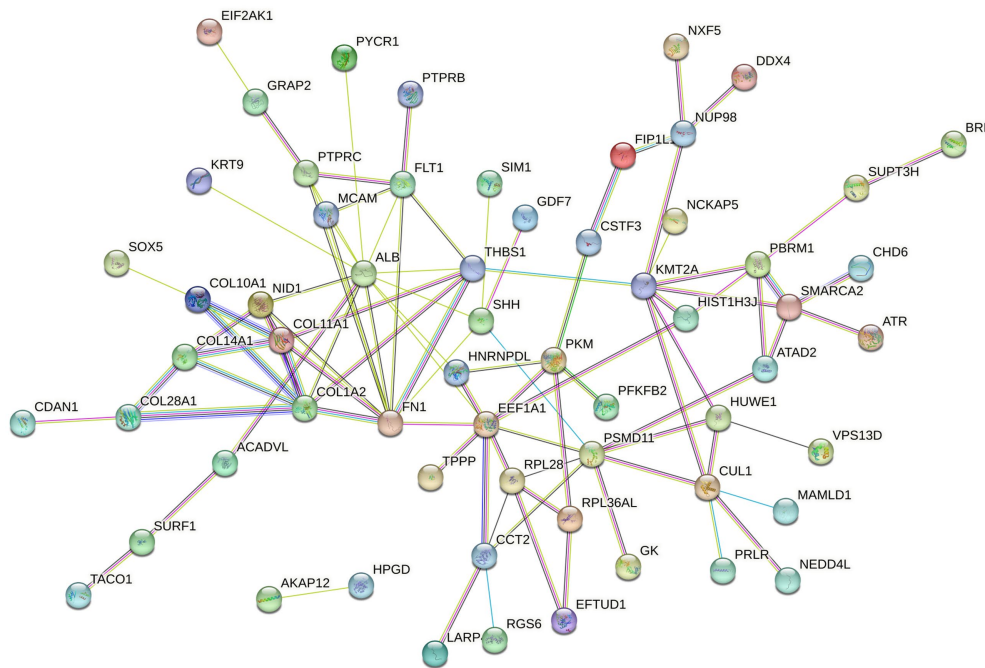 EIF2AK1
PYCR1
NXF5
DDX4
GRAP2
PTPRB
NUP98
FIP1L1
BRI
PTPRC
SUPT3H
KRT9
FLT1
SIM1
MCAM
GDF7
NCKAP5
CSTF3
SOX5
ALB
THBS1
PBRM1
CHD6
KMT2A
COL10A1
NID1
SMARCA2
SHH
HIST1H3J
COL11A1
ATR
COL14A1
HNRNPDL
PKM
ATAD2
COL1A2
PFKFB2
CDAN1
COL28A1
FN1
EEF1A1
HUWE1
ACADVL
PSMD11
VPS13D
TPPP
RPL28
CUL1
RPL36AL
MAMLD1
SURF1
CCT2
GK
PRLR
NEDD4L
TACO1
AKAP12
HPGD
EFTUD1
LARP4
RGS6